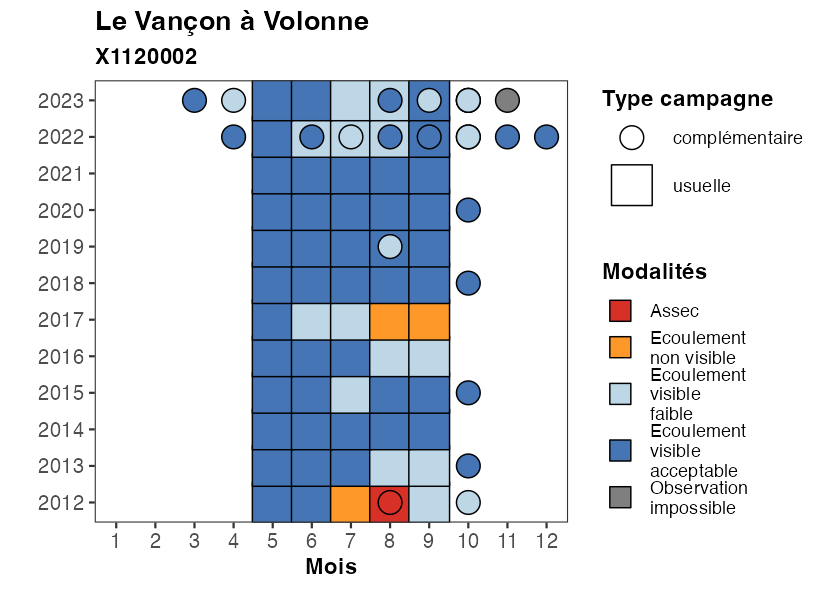 Le Vançon à Volonne
X1120002
2023
2022
2021
2020
2019
2018
2017
2016
2015
2014
2013
2012
1 2 3 4 5 6 7 8 9 10 11 12
Mois
Type campagne
complémentaire
usuelle
Modalités
Assec
Ecoulement
non visible
Ecoulement
visible
faible
Ecoulement
visible
acceptable
Observation
impossible